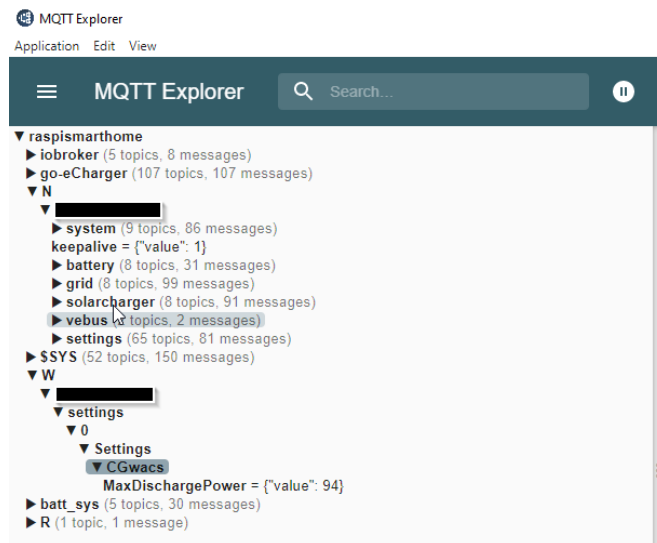 MQTT Explorer
Application Edit View
MQTT Explorer Search...
▼ raspismarthome
▶ iobroker (5 topics, 8 messages)
▶ go-eCharger (107 topics, 107 messages)
▼ N
▼
▶ system (9 topics, 86 messages)
keepalive = {"value": 1}
▶ battery (8 topics, 31 messages)
▶ grid (8 topics, 99 messages)
▶ solarcharger (8 topics, 91 messages)
▶ vebus ( topics, 2 messages)
▶ settings (65 topics, 81 messages)
▶ $SYS (52 topics, 150 messages)
▼ W
▼
▼ settings
▼ 0
▼ Settings
▼ CGwacs
MaxDischargePower = {"value": 94}
▶ batt_sys (5 topics, 30 messages)
▶ R (1 topic, 1 message)